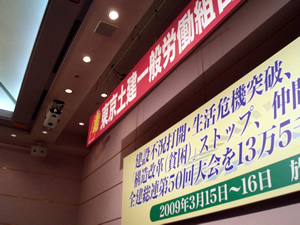 東京土建一般労働組合
建設不況打開・生活危機突破、
構造改革(貧困)ストップ、仲間
全建総連第50回大会を13万5千
2009年3月15日〜16日